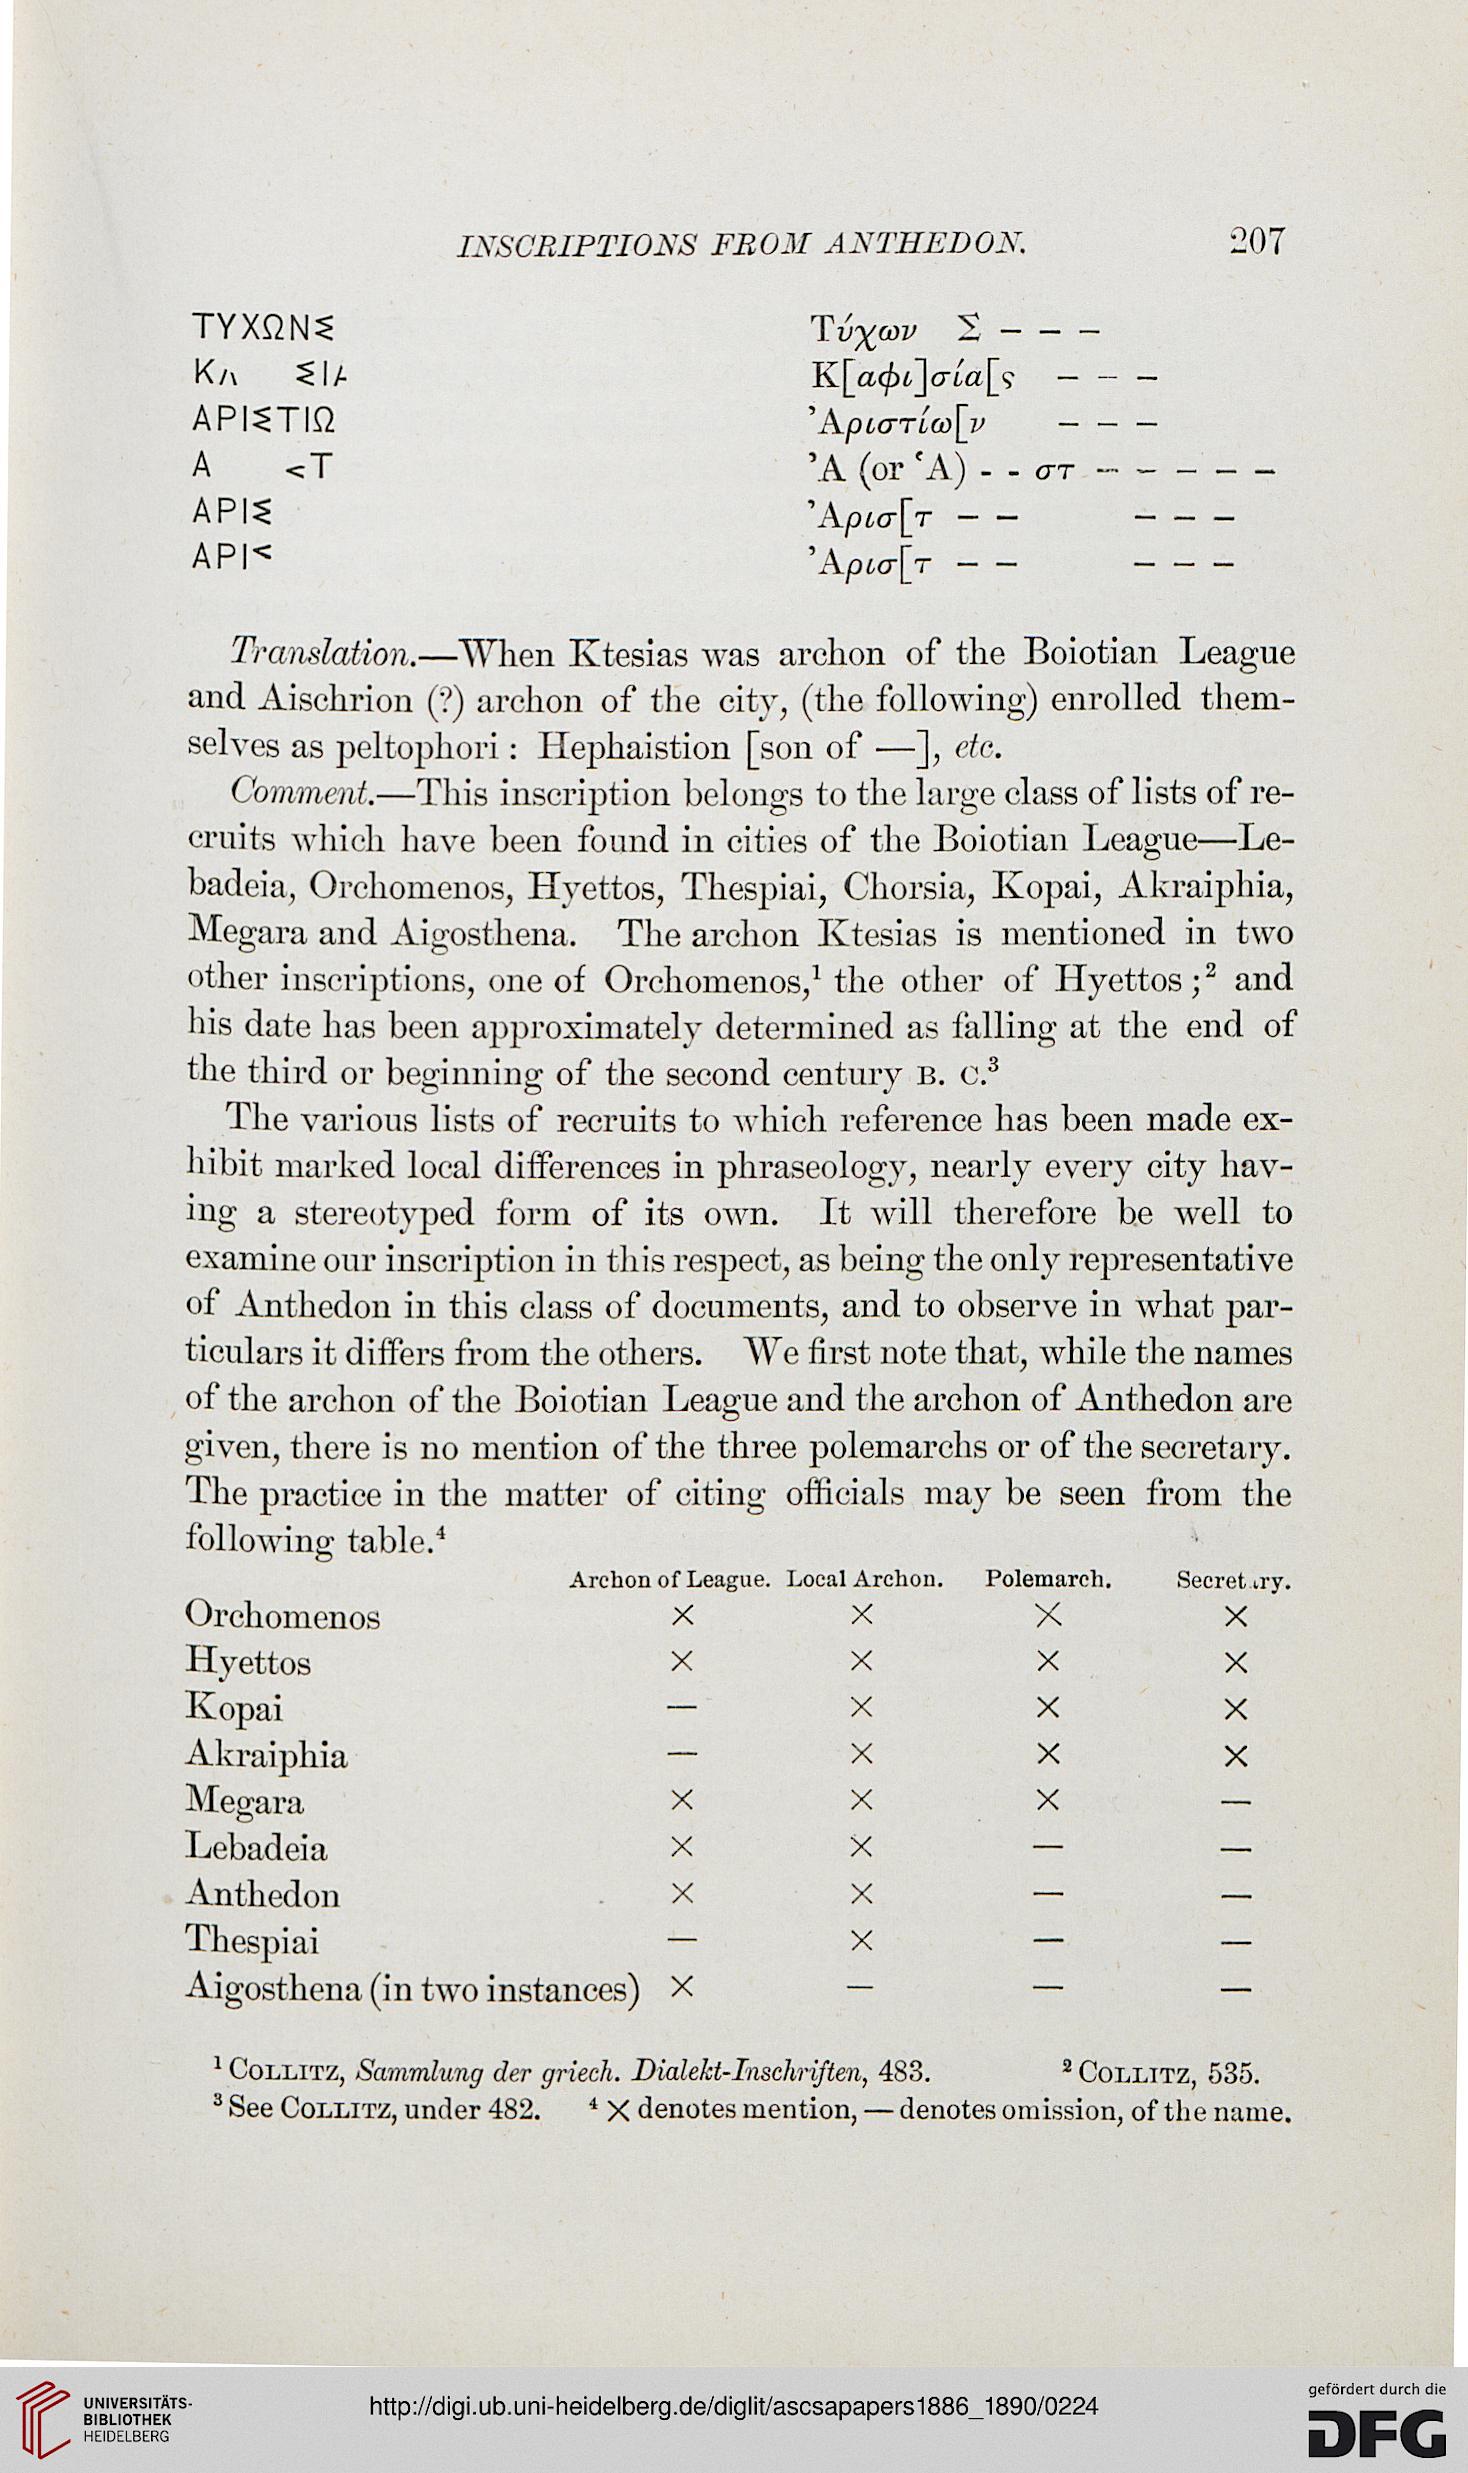 INSCRIPTIONS FROM ANTHEDON. 207
ΤΥΧΩΝΣ Τύχων Σ – – –
Κ ΣΙ Κ[αφι]σία[ς – – –
ΑΡΙΣΤΙΩ Ἀριστίω[ν – – –
Α <Τ Ἀ (or Ἁ) - - στ – – – – –
ΑΡΙΣ Ἀρισ[τ – – – – –
ΑΡΙ< Ἀρισ[τ – – – – –
Translation.—When Ktesias was archon of the Boiotian League
and Aischrion (?) archon of the city, (the following) enrolled them-
selves as peltophori : Hephaistion [son of —], etc.
Comment.—This inscription belongs to the large class of lists of re-
cruits which have been found in cities of the Boiotian League—Le-
badeia, Orchomenos, Hyettos, Thespiai, Chorsia, Kopai, Akraiphia,
Megara and Aigosthena. The archon Ktesias is mentioned in two
other inscriptions, one of Orchomenos,¹ the other of Hyettos ;² and
his date has been approximately determined as falling at the end of
the third or beginning of the second century B. C.³
The various lists of recruits to which reference has been made ex-
hibit marked local differences in phraseology, nearly every city hav-
ing a stereotyped form of its own. It will therefore be well to
examine our inscription in this respect, as being the only representative
of Anthedon in this class of documents, and to observe in what par-
ticulars it differs from the others. We first note that, while the names
of the archon of the Boiotian League and the archon of Anthedon are
given, there is no mention of the three polemarchs or of the secretary.
The practice in the matter of citing officials may be seen from the
following table.⁴
Archon of League. Local Archon. Polemarch. Secretary.
Orchomenos × × × ×
Hyettos × × × ×
Kopai — × × ×
Akraiphia — × × ×
Megara × × × —
Lebadeia × × — —
Anthedon × × — —
Thespiai — × — —
Aigosthena (in two instances) × — — —
¹ COLLITZ, Sammlung der griech. Dialekt-Inschriften, 483. ² COLLITZ, 535.
³ See COLLITZ, under 482. ⁴ × denotes mention, — denotes omission, of the name.
UNIVERSITÄTS-
BIBLIOTHEK
HEIDELBERG
http://digi.ub.uni-heidelberg.de/diglit/ascsapapers1886_1890/0224
gefördert durch die
DFG